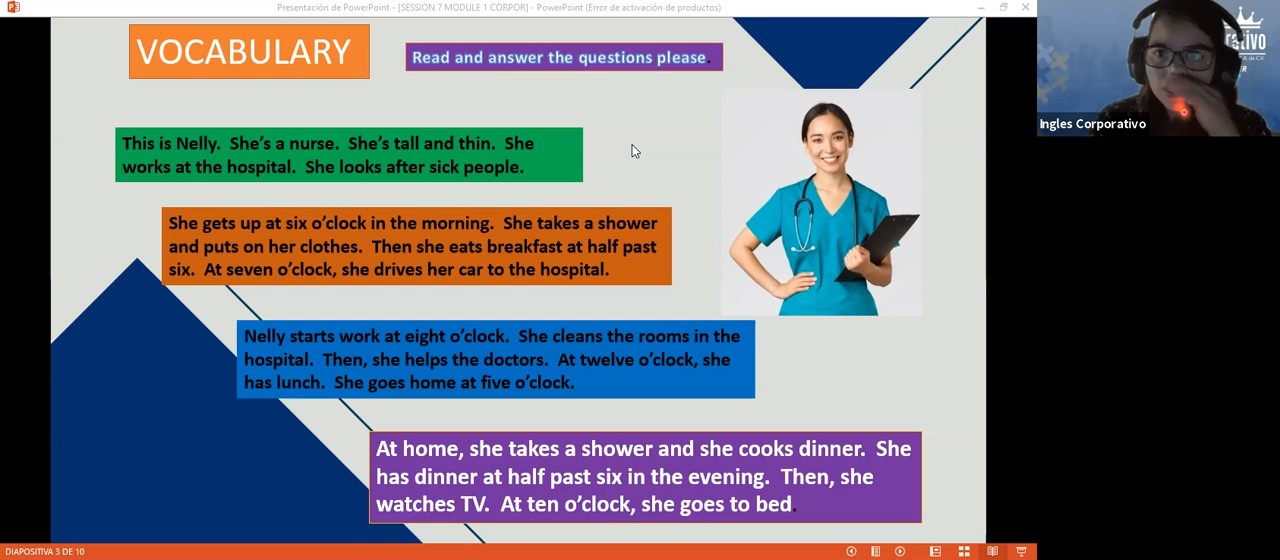 Presentación de PowerPoint - [SESSION 7 MODULE 1 CORPOR] - PowerPoint (Error de activación de productos)
VOCABULARY
Read and answer the questions please.
Ingles Corporativo
This is Nelly. She's a nurse. She's tall and thin. She
works at the hospital. She looks after sick people.
She gets up at six o'clock in the morning. She takes a shower
and puts on her clothes. Then she eats breakfast at half past
six. At seven o'clock, she drives her car to the hospital.
Nelly starts work at eight o'clock. She cleans the rooms in the
hospital. Then, she helps the doctors. At twelve o'clock, she
has lunch. She goes home at five o'clock.
At home, she takes a shower and she cooks dinner. She
has dinner at half past six in the evening. Then, she
watches TV. At ten o'clock, she goes to bed.
DIAPOSITIVA 3 DE 10